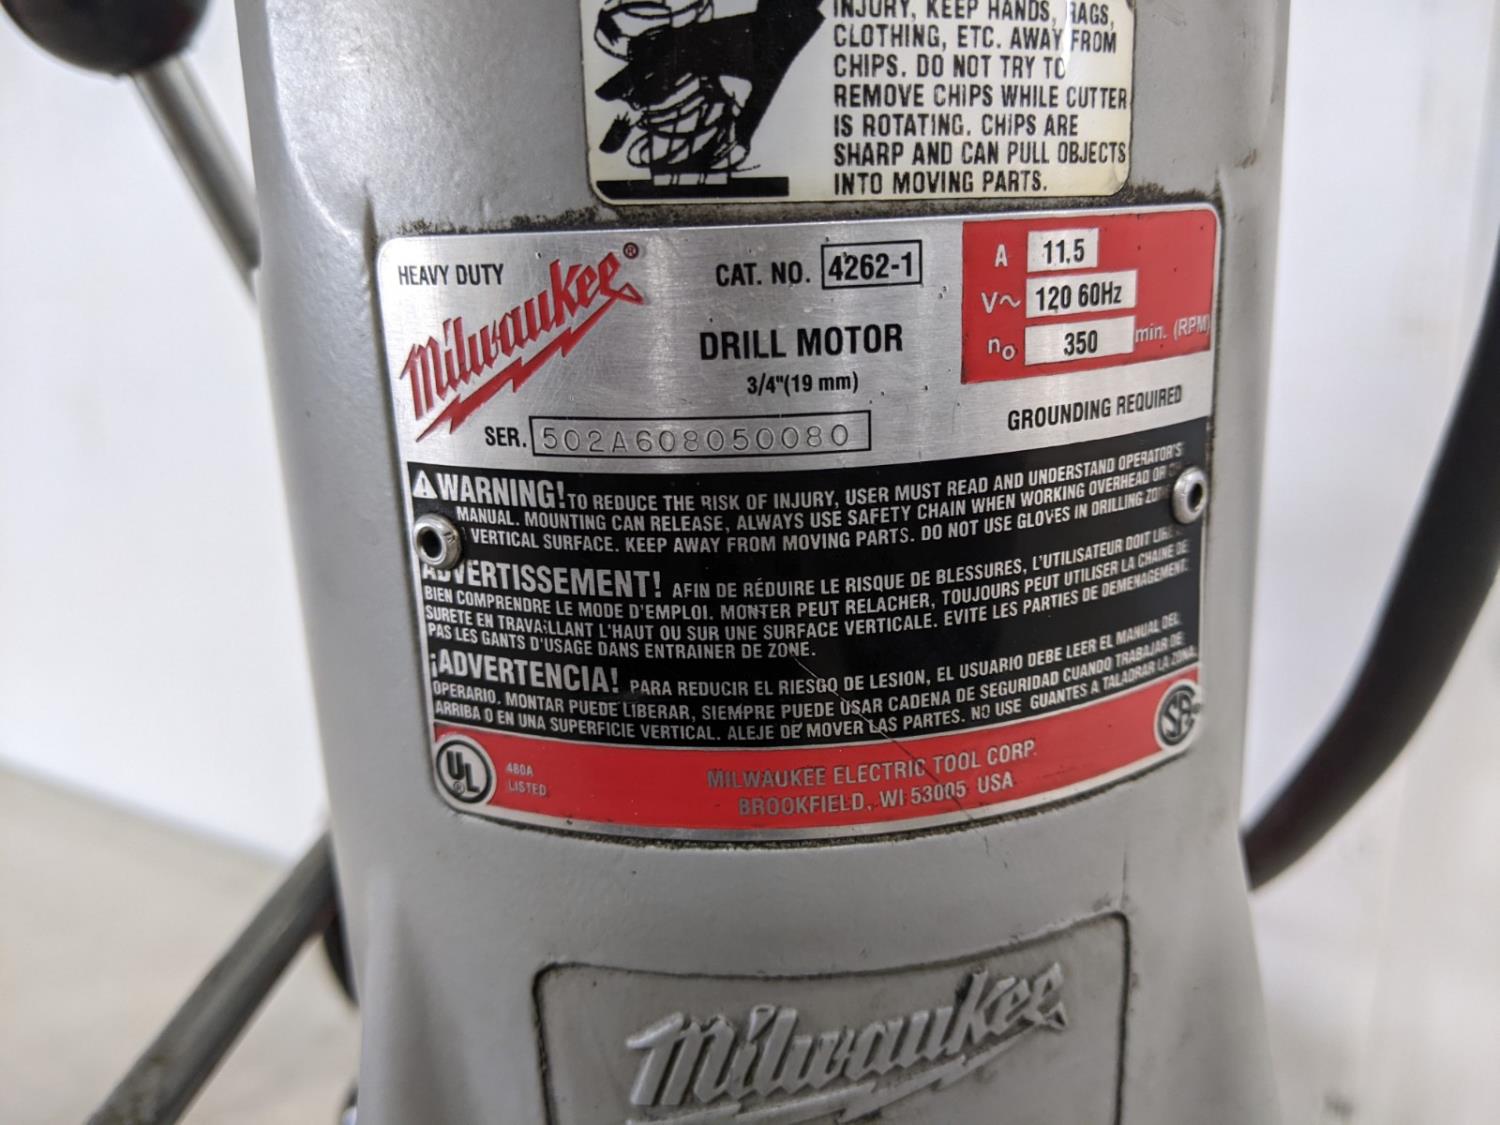 INJURY, KEEP HANDS, RAGS,
CLOTHING, ETC. AWAY FROM
CHIPS. DO NOT TRY TO
REMOVE CHIPS WHILE CUTTER
IS ROTATING. CHIPS ARE
SHARP AND CAN PULL OBJECTS
INTO MOVING PARTS.
HEAVY DUTY
Milwaukee®
CAT. NO. 4262-1
DRILL MOTOR
3/4"(19 mm)
SER. 502A608050080
A 11.5
V~ 120 60Hz
n₀ 350 min. (RPM)
GROUNDING REQUIRED
⚠WARNING! TO REDUCE THE RISK OF INJURY, USER MUST READ AND UNDERSTAND OPERATOR'S
MANUAL. MOUNTING CAN RELEASE, ALWAYS USE SAFETY CHAIN WHEN WORKING OVERHEAD OR ON
VERTICAL SURFACE. KEEP AWAY FROM MOVING PARTS. DO NOT USE GLOVES IN DRILLING ZONE
ADVERTISSEMENT! AFIN DE RÉDUIRE LE RISQUE DE BLESSURES, L'UTILISATEUR DOIT LIRE
BIEN COMPRENDRE LE MODE D'EMPLOI. MONTER PEUT RELACHER, TOUJOURS PEUT UTILISER LA CHAINE DE
SURETE EN TRAVAILLANT L'HAUT OU SUR UNE SURFACE VERTICALE. EVITE LES PARTIES DE DEMENAGEMENT.
PAS LES GANTS D'USAGE DANS ENTRAINER DE ZONE.
¡ADVERTENCIA! PARA REDUCIR EL RIESGO DE LESION, EL USUARIO DEBE LEER EL MANUAL DEL
OPERARIO. MONTAR PUEDE LIBERAR, SIEMPRE PUEDE USAR CADENA DE SEGURIDAD CUANDO TRABAJAR DE
ARRIBA O EN UNA SUPERFICIE VERTICAL. ALEJE DE MOVER LAS PARTES. NO USE GUANTES A TALADRAR LA ZONA.
UL 480A
LISTED
MILWAUKEE ELECTRIC TOOL CORP.
BROOKFIELD, WI 53005 USA
SA
Milwaukee